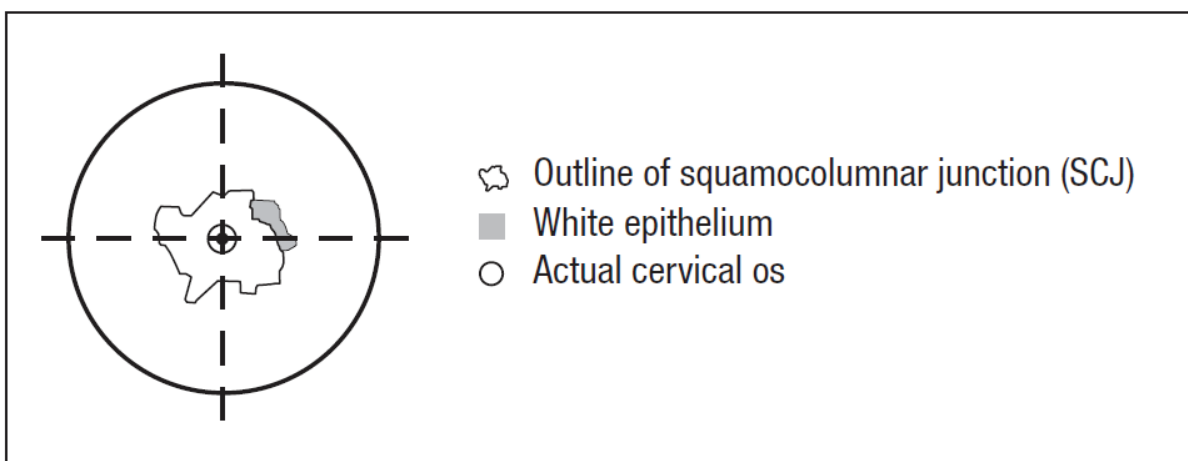 Outline of squamocolumnar junction (SCJ)
White epithelium
Actual cervical os